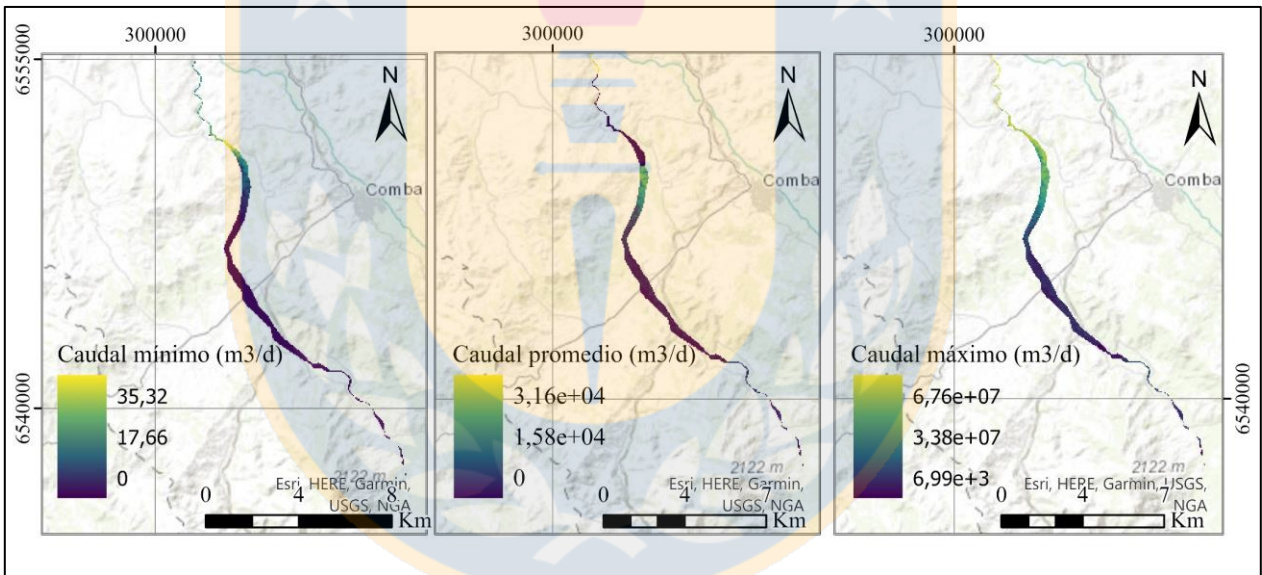 300000
300000
300000
6555000
N
N
N
Comba
Comba
Caudal mínimo (m3/d)
35,32
17,66
0
Caudal promedio (m3/d)
3,16e+04
1,58e+04
0
Caudal máximo (m3/d)
6,76e+07
3,38e+07
6,99e+3
6540000
6540000
2122 m
Esri, HERE, Garmin,
USGS, NGA
0 4 8
Km
2122 m
Esri, HERE, Garmin,
USGS, NGA
0 4 7
Km
2122 m
Esri, HERE, Garmin, USGS,
NGA
0 4 7
Km